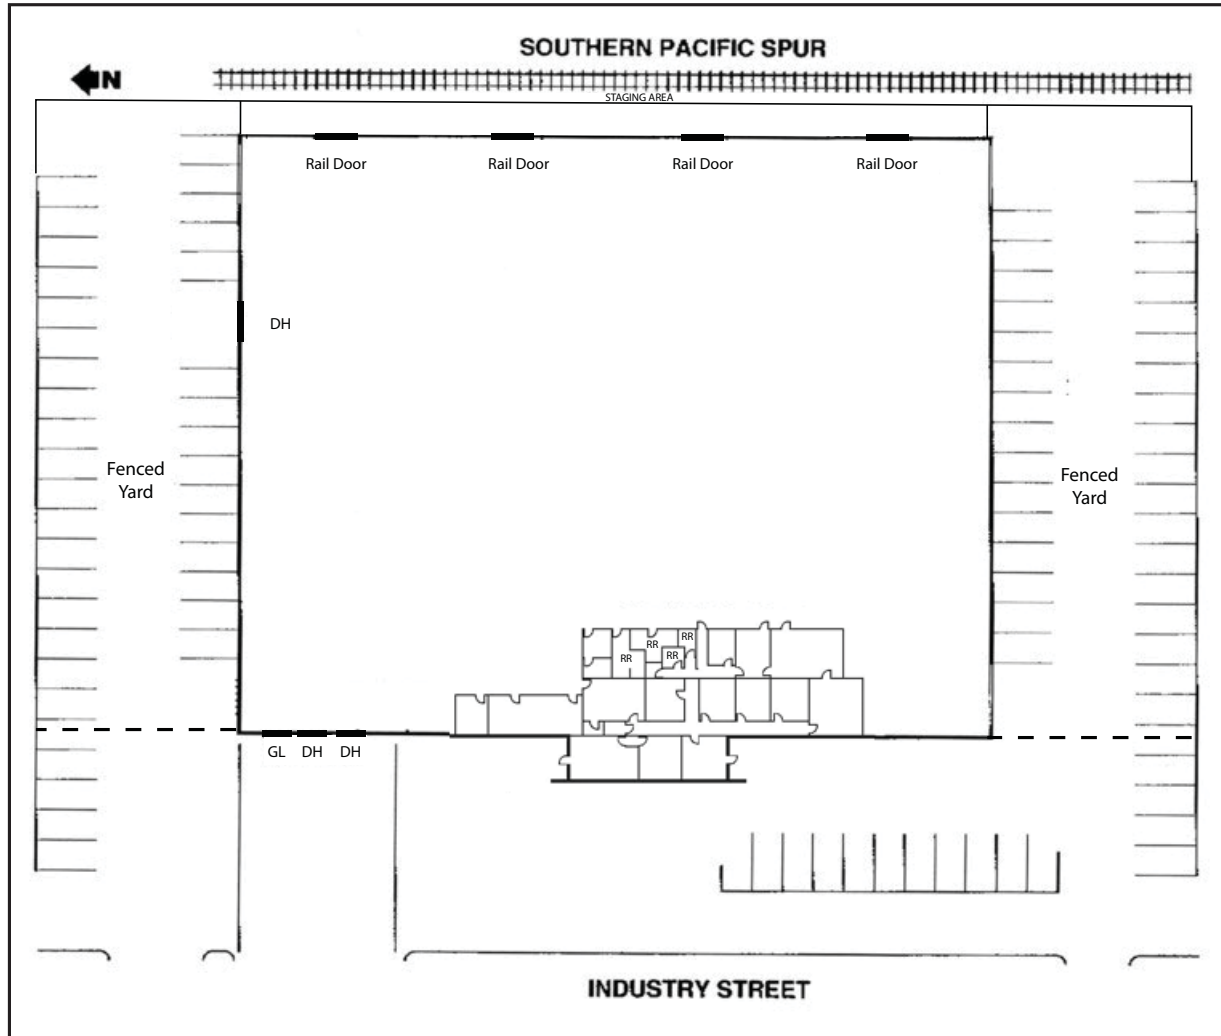 SOUTHERN PACIFIC SPUR
IN
STAGING AREA
Rail Door
Rail Door
Rail Door
Rail Door
DH
Fenced
Yard
Fenced
Yard
RR
RR
RR
RR
GL
DH
DH
INDUSTRY STREET